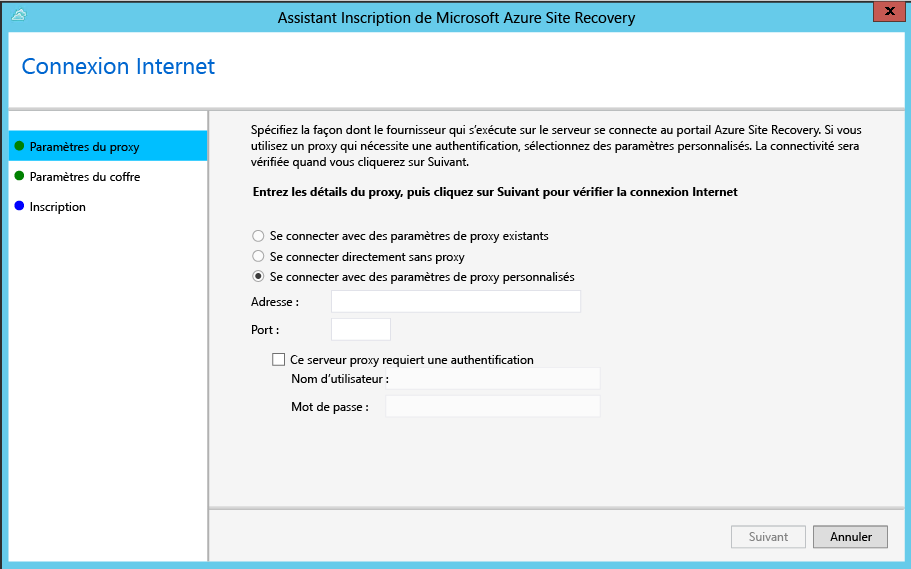 Assistant Inscription de Microsoft Azure Site Recovery
Connexion Internet
Paramètres du proxy
Paramètres du coffre
Inscription
Spécifiez la façon dont le fournisseur qui s'exécute sur le serveur se connecte au portail Azure Site Recovery. Si vous
utilisez un proxy qui nécessite une authentification, sélectionnez des paramètres personnalisés. La connectivité sera
vérifiée quand vous cliquerez sur Suivant.
Entrez les détails du proxy, puis cliquez sur Suivant pour vérifier la connexion Internet
Se connecter avec des paramètres de proxy existants
Se connecter directement sans proxy
Se connecter avec des paramètres de proxy personnalisés
Adresse :
Port :
Ce serveur proxy requiert une authentification
Nom d'utilisateur :
Mot de passe :
Suivant
Annuler